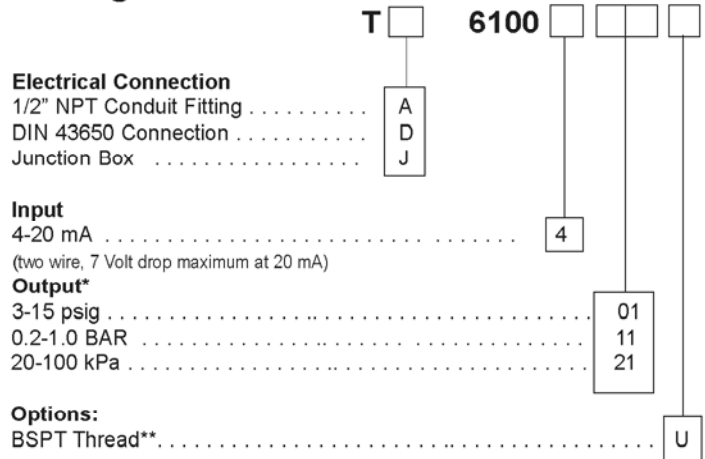 T 6100
Electrical Connection
1/2" NPT Conduit Fitting . . . . . . . . . . A
DIN 43650 Connection . . . . . . . . . . . D
Junction Box . . . . . . . . . . . . . . . . . J
Input
4-20 mA . . . . . . . . . . . . . . . . . . . . . . . . . . . . . . . . . 4
(two wire, 7 Volt drop maximum at 20 mA)
Output*
3-15 psig . . . . . . . . . . . . . . . . .. . . . . . . . . . . . . . . . . . . . . . . 01
0.2-1.0 BAR . . . . . . . . . . . . . . .. . . . . . . . . . . . . . . . . . . . . . 11
20-100 kPa . . . . . . . . . . . . . . . . .. . . . . . . . . . . . . . . . . . . . . 21
Options:
BSPT Thread**. . . . . . . . . . . . . . . . . . . . . . . .. . . . . . . . . . . . . . . . . U